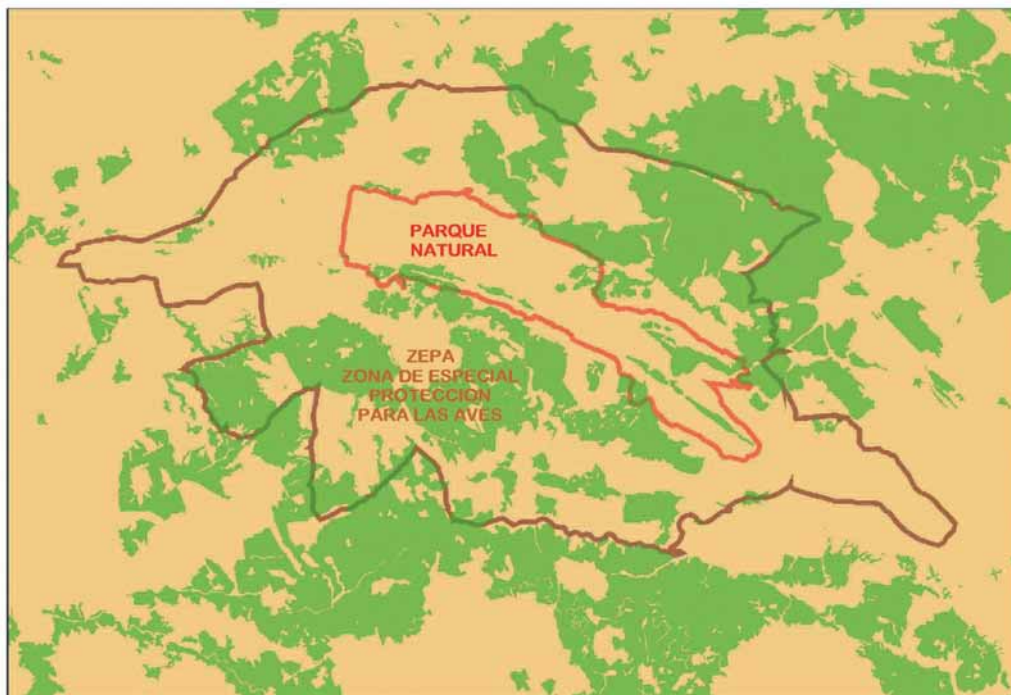 PARQUE
NATURAL
ZEPA
ZONA DE ESPECIAL
PROTECCION
PARA LAS AVES